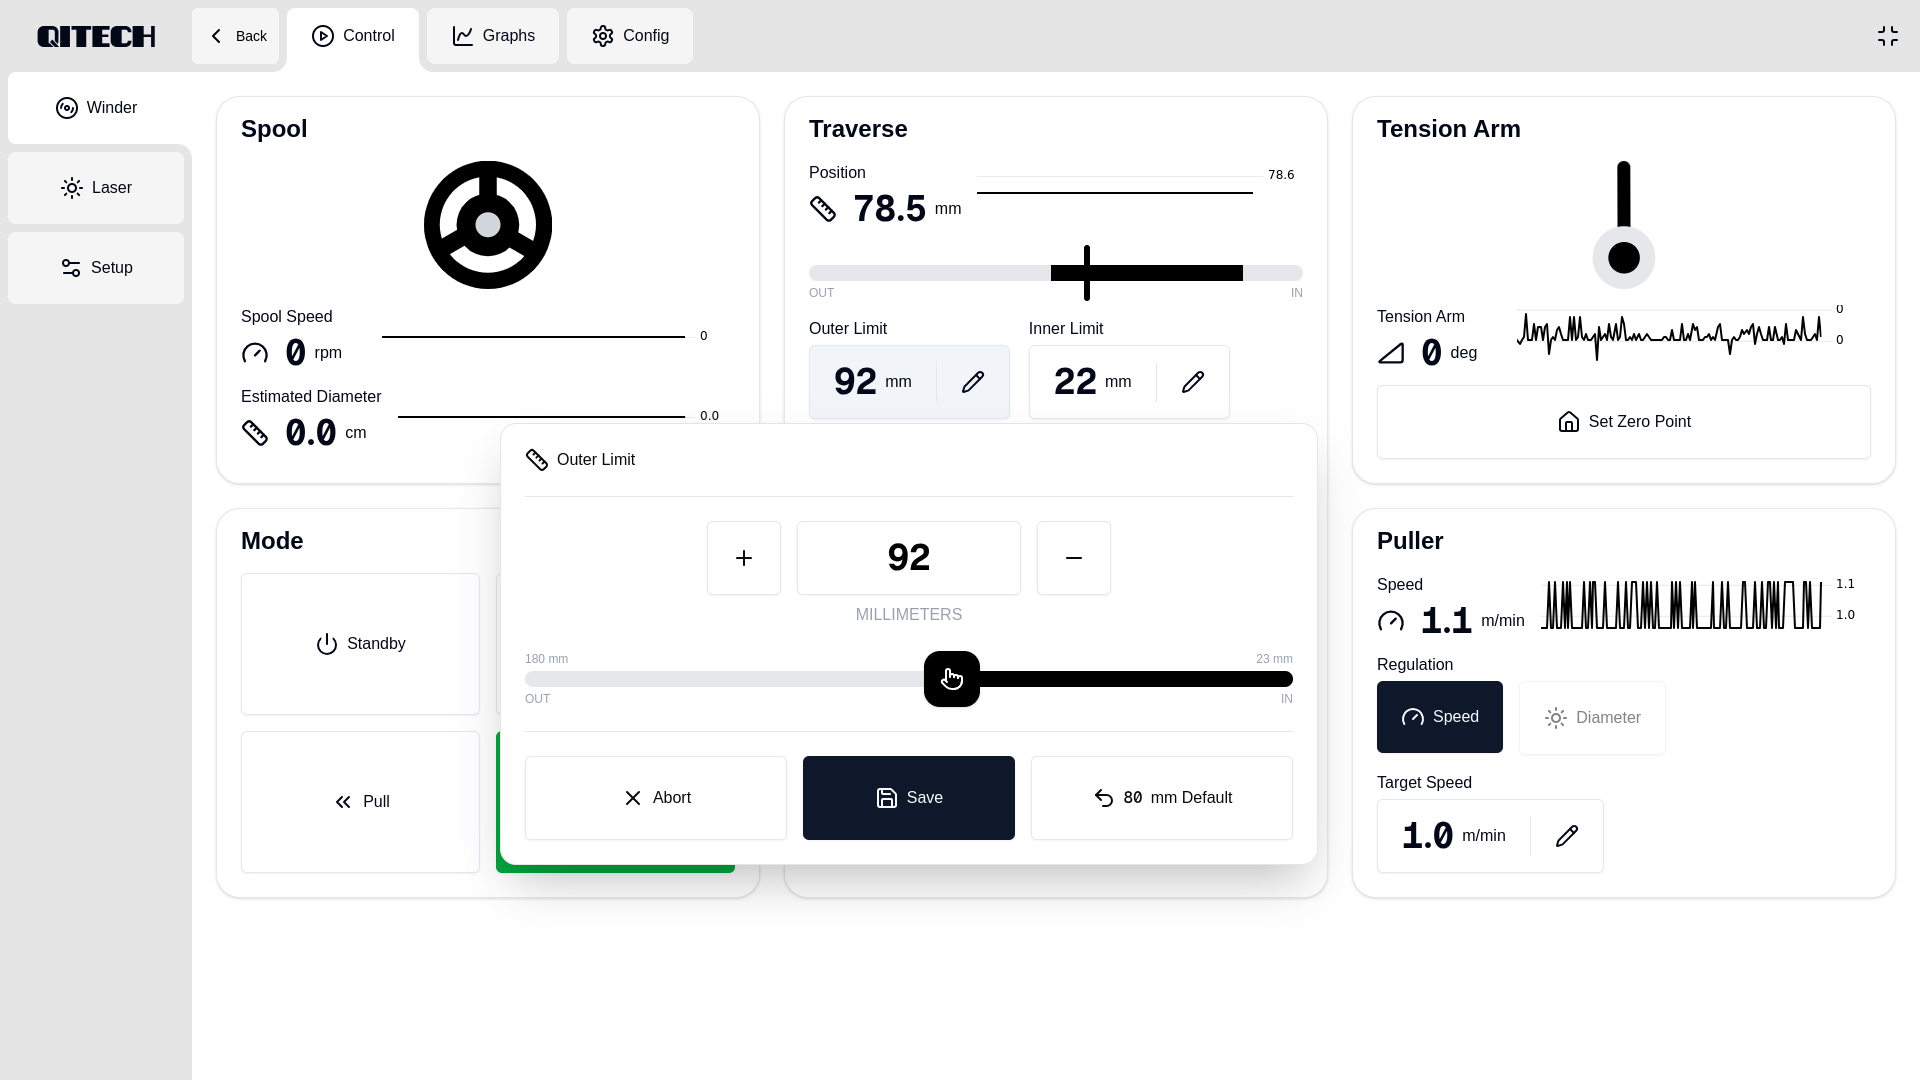 QITECH
Back
Control
Graphs
Config
Winder
Laser
Setup
Spool
Spool Speed
0 rpm
0
Estimated Diameter
0.0 cm
0.0
Traverse
Position
78.5 mm
78.6
OUT
IN
Outer Limit
Inner Limit
92 mm
22 mm
Tension Arm
Tension Arm
0 deg
0
0
Set Zero Point
Mode
Standby
Pull
Outer Limit
92
MILLIMETERS
180 mm
23 mm
OUT
IN
Abort
Save
80 mm Default
Puller
Speed
1.1 m/min
1.1
1.0
Regulation
Speed
Diameter
Target Speed
1.0 m/min